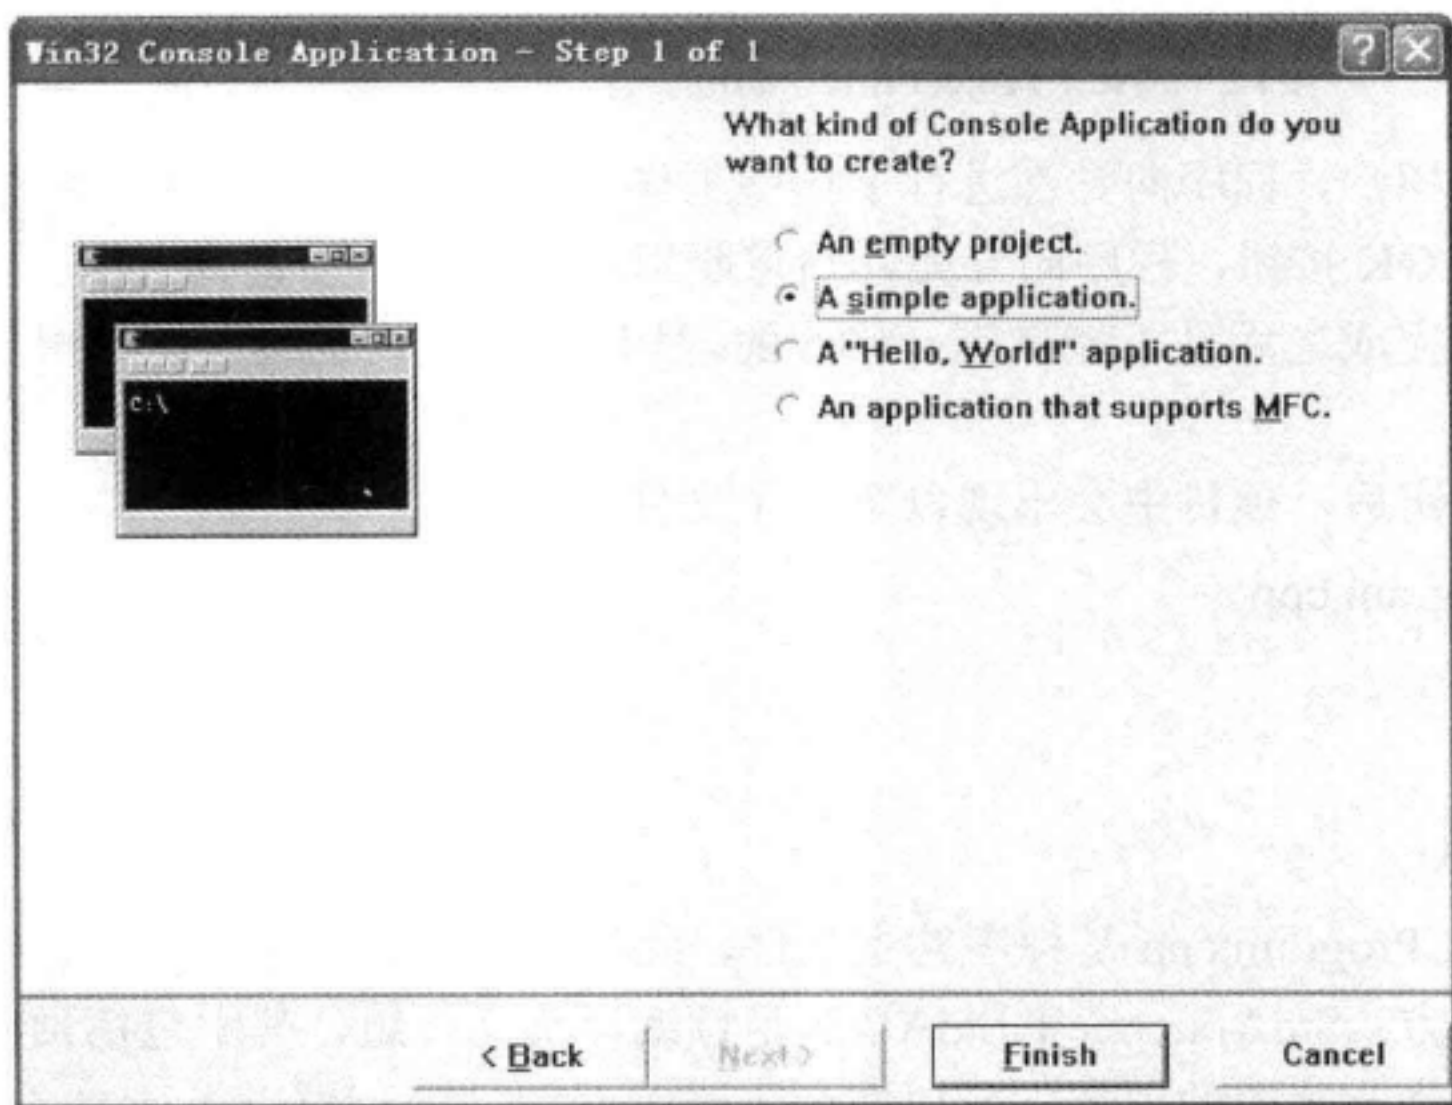 Win32 Console Application - Step 1 of 1
What kind of Console Application do you
want to create?
An empty project.
A simple application.
A "Hello, World!" application.
An application that supports MFC.
C:\
< Back
Next >
Finish
Cancel